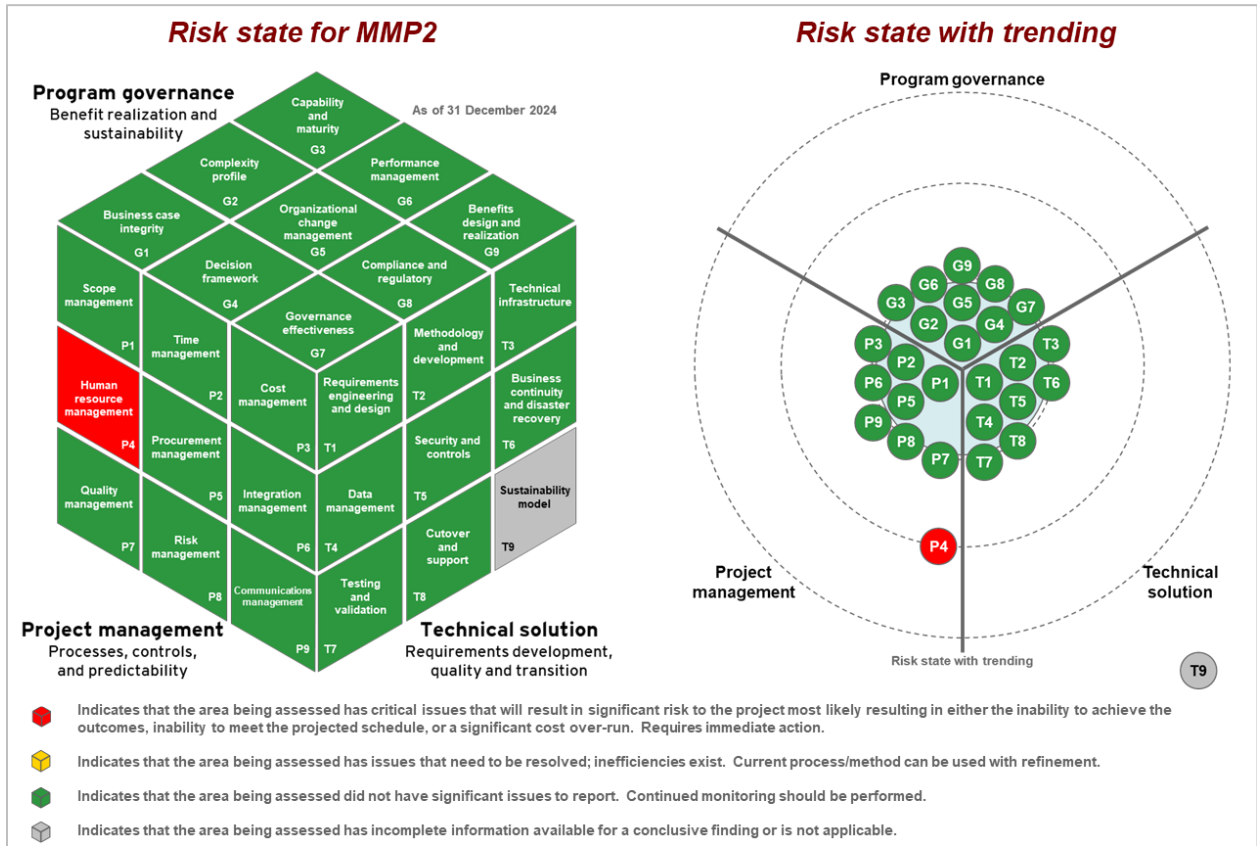 Risk state for MMP2
Program governance
Benefit realization and
sustainability
As of 31 December 2024
Capability
and
maturity
G3
Complexity
profile
G2
Performance
management
G6
Business case
integrity
G1
Organizational
change
management
G5
Benefits
design and
realization
G9
Decision
framework
G4
Compliance and
regulatory
G8
Governance
effectiveness
G7
Scope
management
P1
Time
management
P2
Cost
management
P3
Human
resource
management
P4
Procurement
management
P5
Integration
management
P6
Quality
management
P7
Risk
management
P8
Communications
management
P9
Requirements
engineering
and design
T1
Methodology
and
development
T2
Technical
infrastructure
T3
Data
management
T4
Security and
controls
T5
Business
continuity
and disaster
recovery
T6
Testing
and
validation
T7
Cutover
and
support
T8
Sustainability
model
T9
Project management
Processes, controls,
and predictability
Technical solution
Requirements development,
quality and transition
Risk state with trending
Program governance
G9
G6
G8
G3
G5
G7
G2
G4
G1
P3
P2
P1
P6
P5
P9
P8
P7
P4
T3
T2
T1
T6
T5
T4
T8
T7
Project
management
Technical
solution
Risk state with trending
T9
Indicates that the area being assessed has critical issues that will result in significant risk to the project most likely resulting in either the inability to achieve the
outcomes, inability to meet the projected schedule, or a significant cost over-run. Requires immediate action.
Indicates that the area being assessed has issues that need to be resolved; inefficiencies exist. Current process/method can be used with refinement.
Indicates that the area being assessed did not have significant issues to report. Continued monitoring should be performed.
Indicates that the area being assessed has incomplete information available for a conclusive finding or is not applicable.